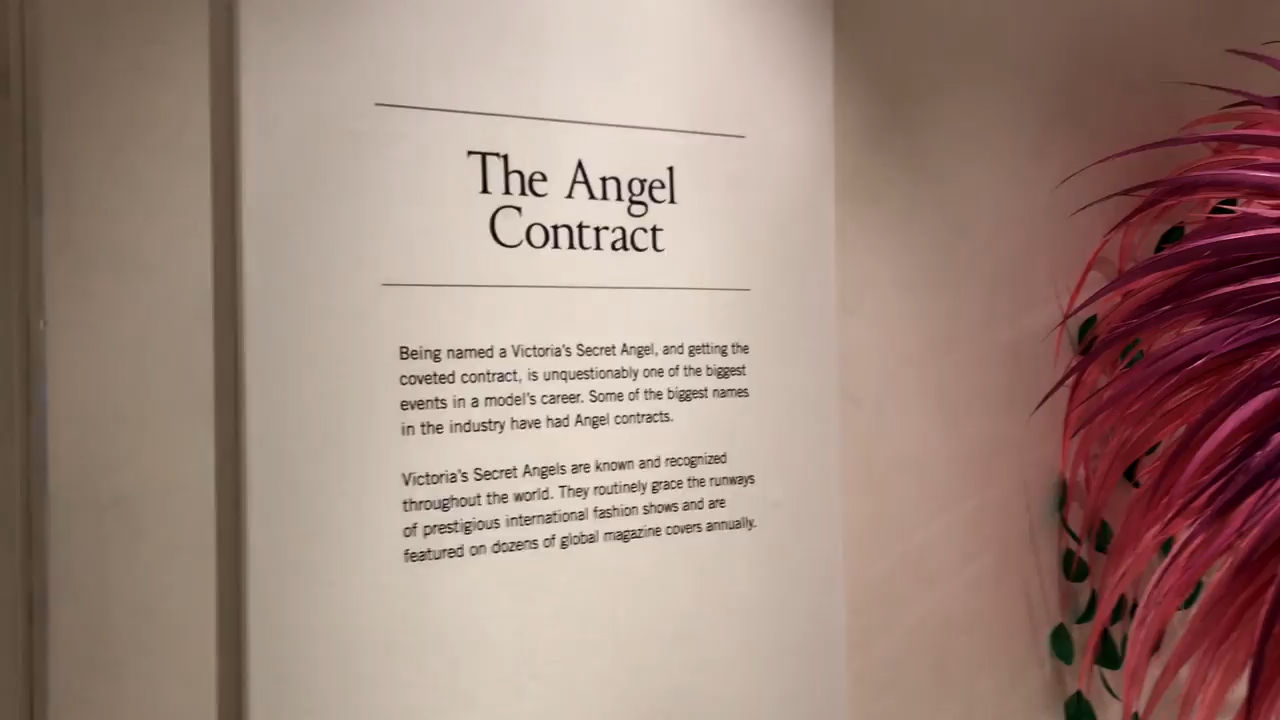 The Angel
Contract
Being named a Victoria's Secret Angel, and getting the
coveted contract, is unquestionably one of the biggest
events in a model's career. Some of the biggest names
in the industry have had Angel contracts.
Victoria's Secret Angels are known and recognized
throughout the world. They routinely grace the runways
of prestigious international fashion shows and are
featured on dozens of global magazine covers annually.